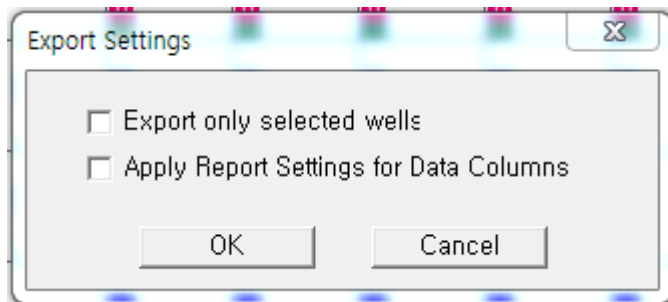 Export Settings
Export only selected wells
Apply Report Settings for Data Columns
OK
Cancel